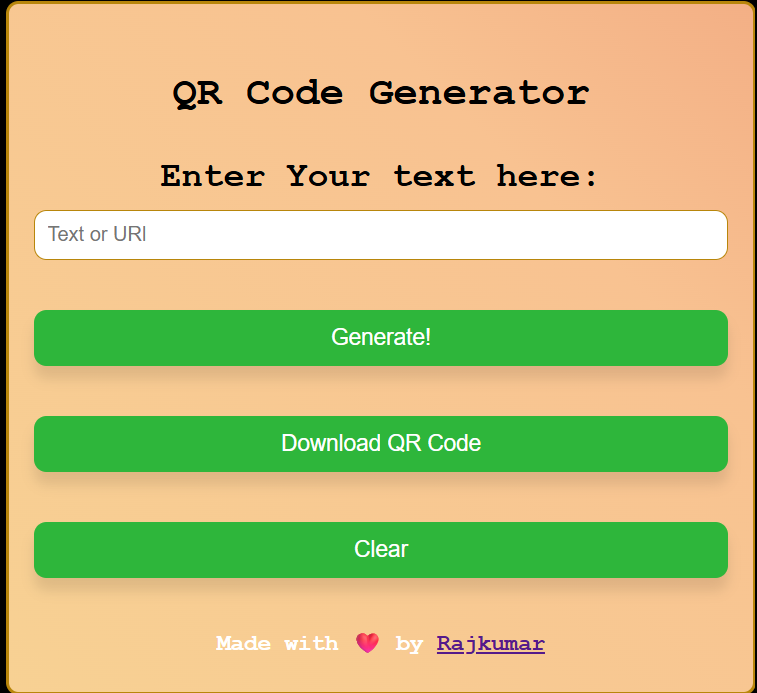 QR Code Generator
Enter Your text here:
Text or URl
Generate!
Download QR Code
Clear
Made with 💗 by Rajkumar